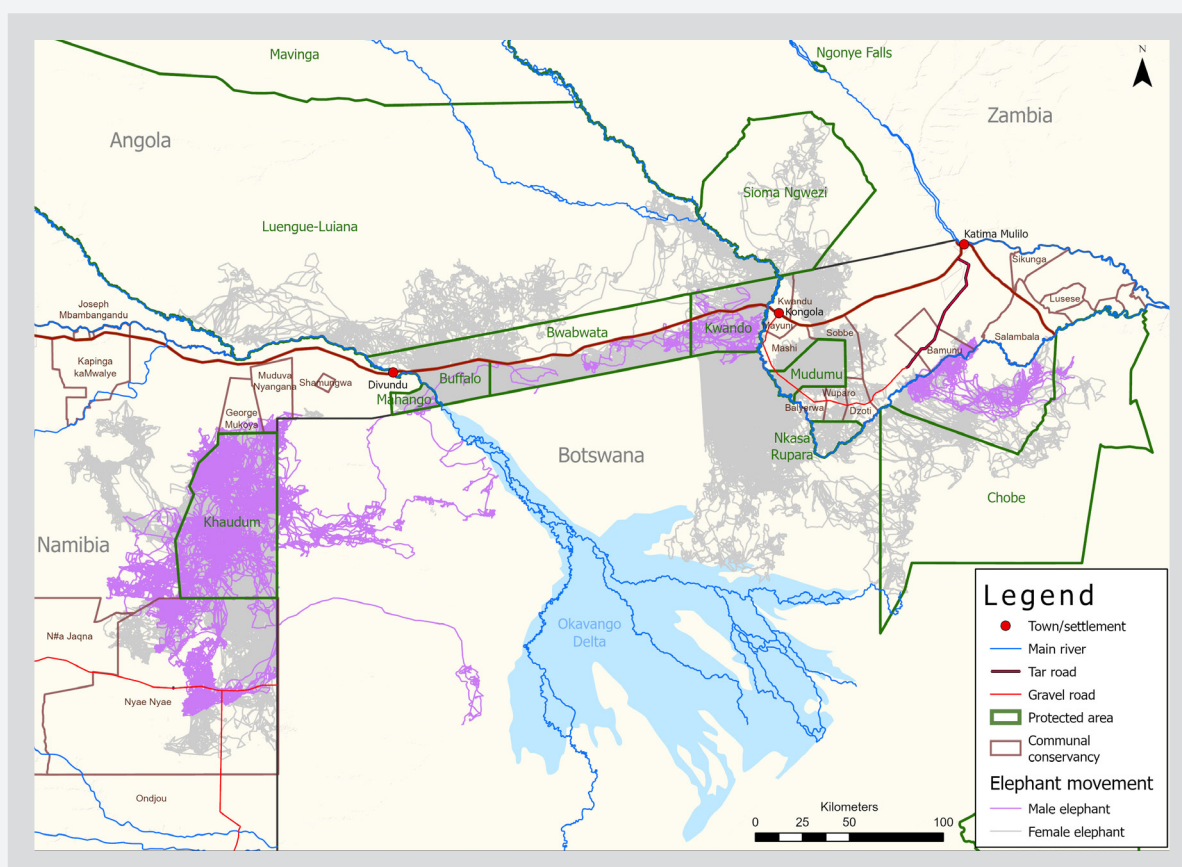 Mavinga
Ngonye Falls
N
Angola
Zambia
Sioma Ngwezi
Luengue-Luiana
Katima Mulilo
Sikunga
Joseph
Mbambangandu
Lusese
Kwandu
Kongola
Mayuni
Bwabwata
Kwando
Sobbe
Salambala
Kapinga
kaMwalye
Mashi
Bamunu
Muduva
Nyangana
Shamungwa
Divundu
Buffalo
Mudumu
Mahango
Wuparo
Balyerwa
Dzoti
George
Mukoya
Nkasa
Rupara
Botswana
Chobe
Khaudum
Namibia
Okavango
Delta
N#a Jaqna
Nyae Nyae
Ondjou
Legend
Town/settlement
Main river
Tar road
Gravel road
Protected area
Communal
conservancy
Elephant movement
Male elephant
Female elephant
Kilometers
0 25 50 100